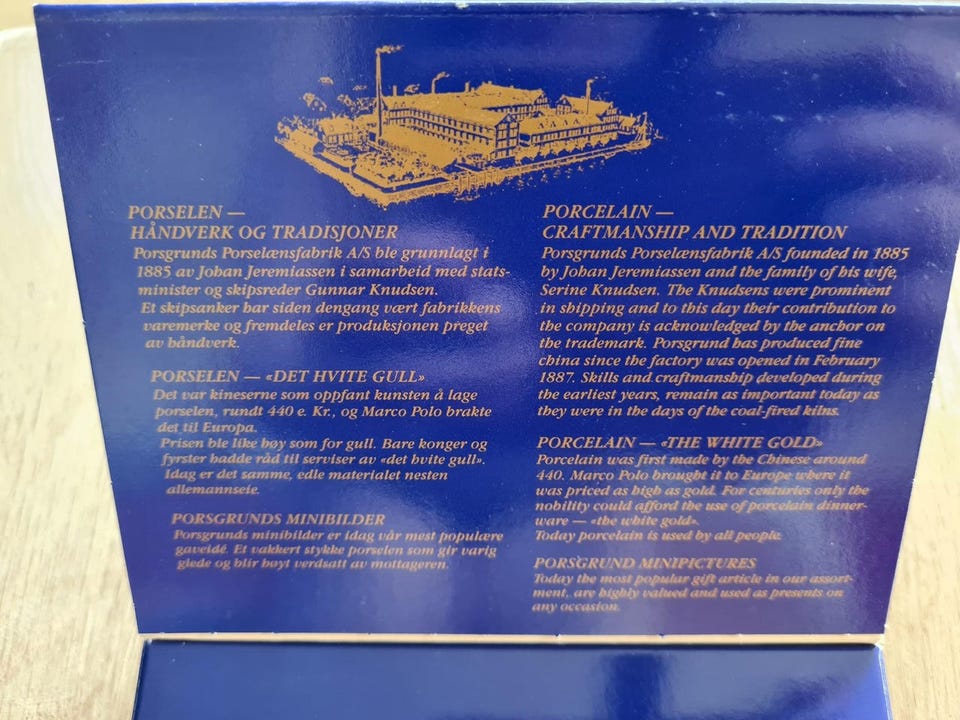 PORSELEN —
HÅNDVERK OG TRADISJONER
Porsgrunds Porselænsfabrik A/S ble grunnlagt i
1885 av Johan Jeremiassen i samarbeid med stats-
minister og skipsreder Gunnar Knudsen.
Et skipsanker har siden dengang vært fabrikkens
varemerke og fremdeles er produksjonen preget
av håndverk.
PORSELEN — «DET HVITE GULL»
Det var kineserne som oppfant kunsten å lage
porselen, rundt 440 e. Kr., og Marco Polo brakte
det til Europa.
Prisen ble like høy som for gull. Bare konger og
fyrster hadde råd til serviser av «det hvite gull».
Idag er det samme, edle materialet nesten
allemannseie.
PORSGRUNDS MINIBILDER
Porsgrunds minibilder er idag vår mest populære
gaveidé. Et vakkert stykke porselen som gir varig
glede og blir høyt verdsatt av mottageren.
PORCELAIN —
CRAFTMANSHIP AND TRADITION
Porsgrunds Porselænsfabrik A/S founded in 1885
by Johan Jeremiassen and the family of his wife,
Serine Knudsen. The Knudsens were prominent
in shipping and to this day their contribution to
the company is acknowledged by the anchor on
the trademark. Porsgrund has produced fine
china since the factory was opened in February
1887. Skills and craftmanship developed during
the earliest years, remain as important today as
they were in the days of the coal-fired kilns.
PORCELAIN — «THE WHITE GOLD»
Porcelain was first made by the Chinese around
440. Marco Polo brought it to Europe where it
was priced as high as gold. For centuries only the
nobility could afford the use of porcelain dinner-
ware — «the white gold».
Today porcelain is used by all people.
PORSGRUND MINIPICTURES
Today the most popular gift article in our assort-
ment, are highly valued and used as presents on
any occasion.